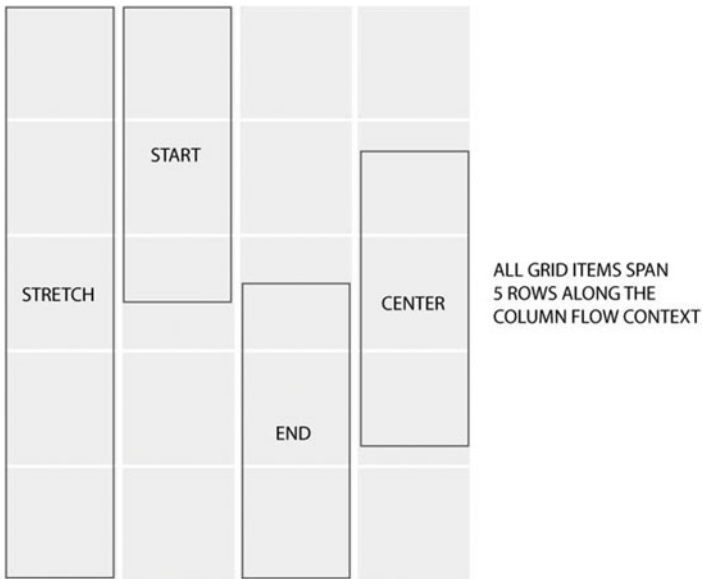 START
STRETCH
CENTER
END
ALL GRID ITEMS SPAN
5 ROWS ALONG THE
COLUMN FLOW CONTEXT